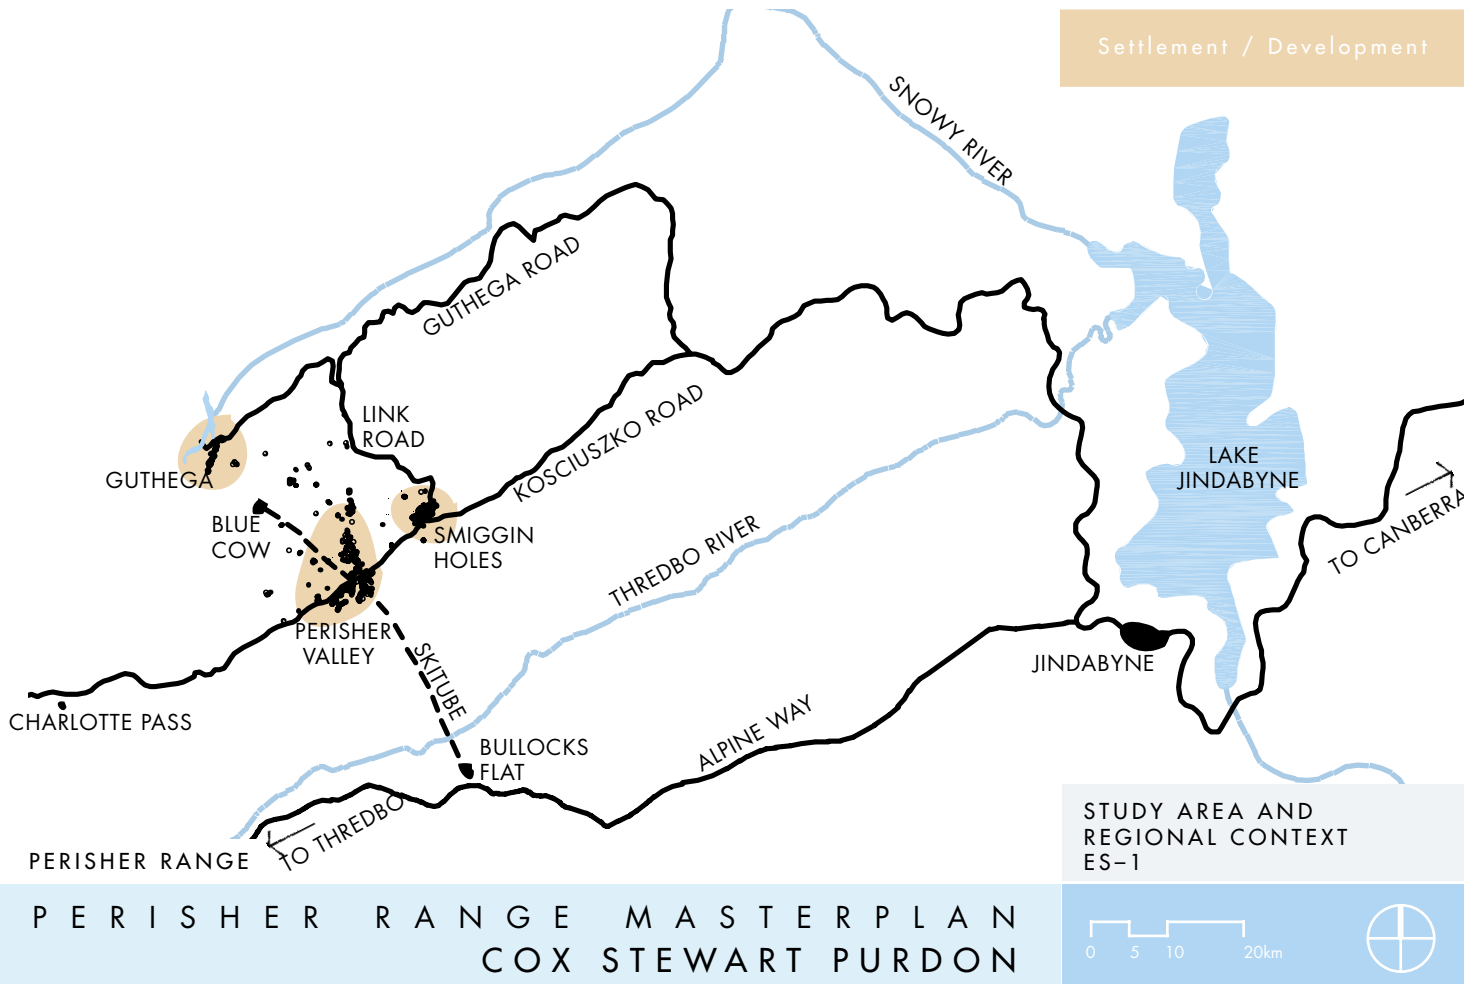 Settlement / Development
SNOWY RIVER
GUTHEGA ROAD
LINK
ROAD
KOSCIUSZKO ROAD
GUTHEGA
BLUE
COW
SMIGGIN
HOLES
LAKE
JINDABYNE
TO CANBERRA
THREDBO RIVER
PERISHER
VALLEY
SKITUBE
JINDABYNE
CHARLOTTE PASS
ALPINE WAY
BULLOCKS
FLAT
TO THREDBO
PERISHER RANGE
STUDY AREA AND
REGIONAL CONTEXT
ES–1
PERISHER RANGE MASTERPLAN
COX STEWART PURDON
0 5 10 20km